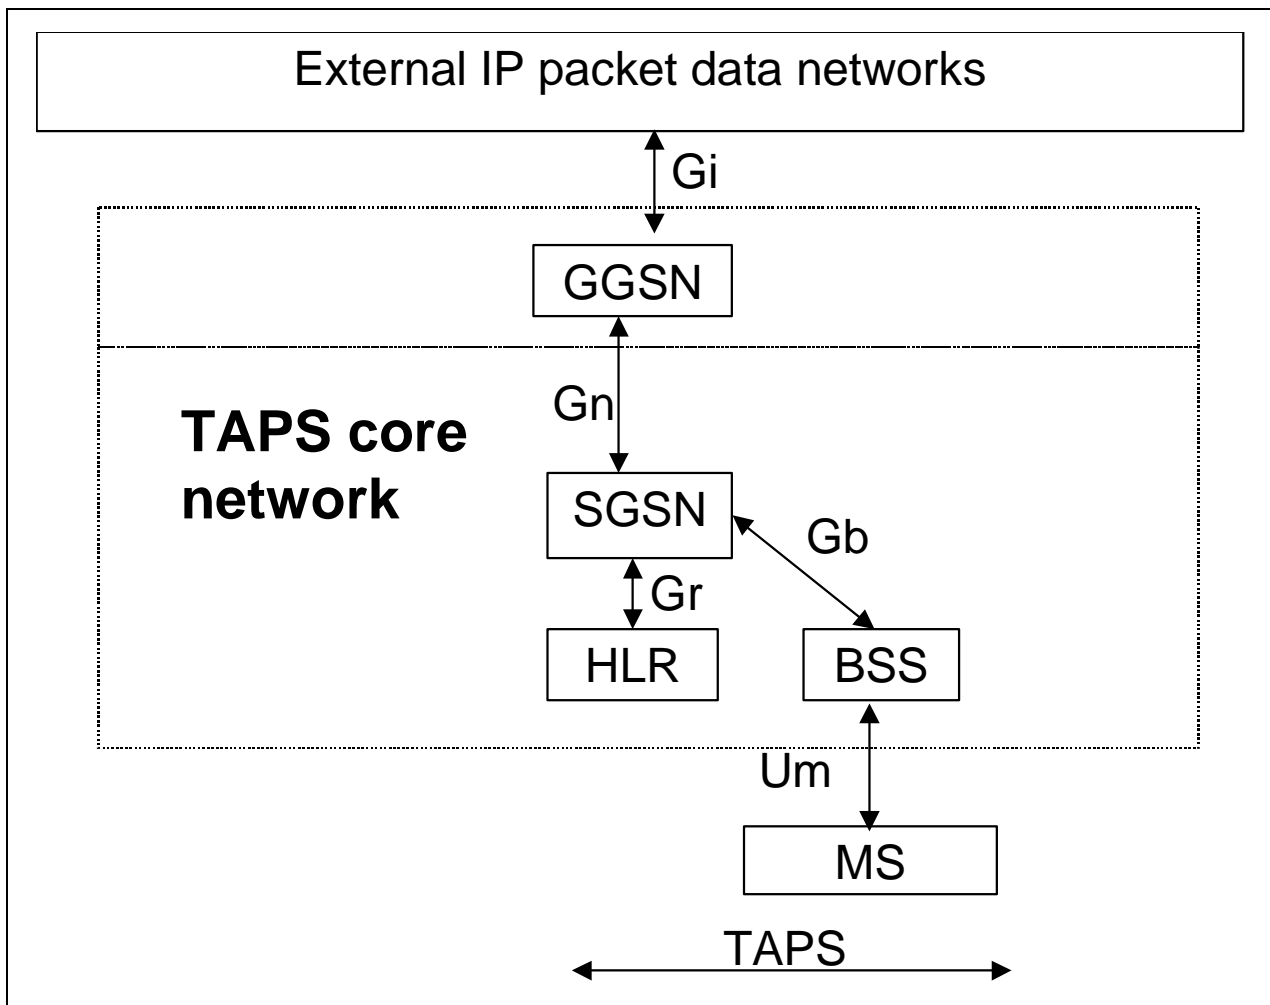 External IP packet data networks
Gi
GGSN
Gn
TAPS core
network
SGSN
Gb
Gr
HLR
BSS
Um
MS
TAPS